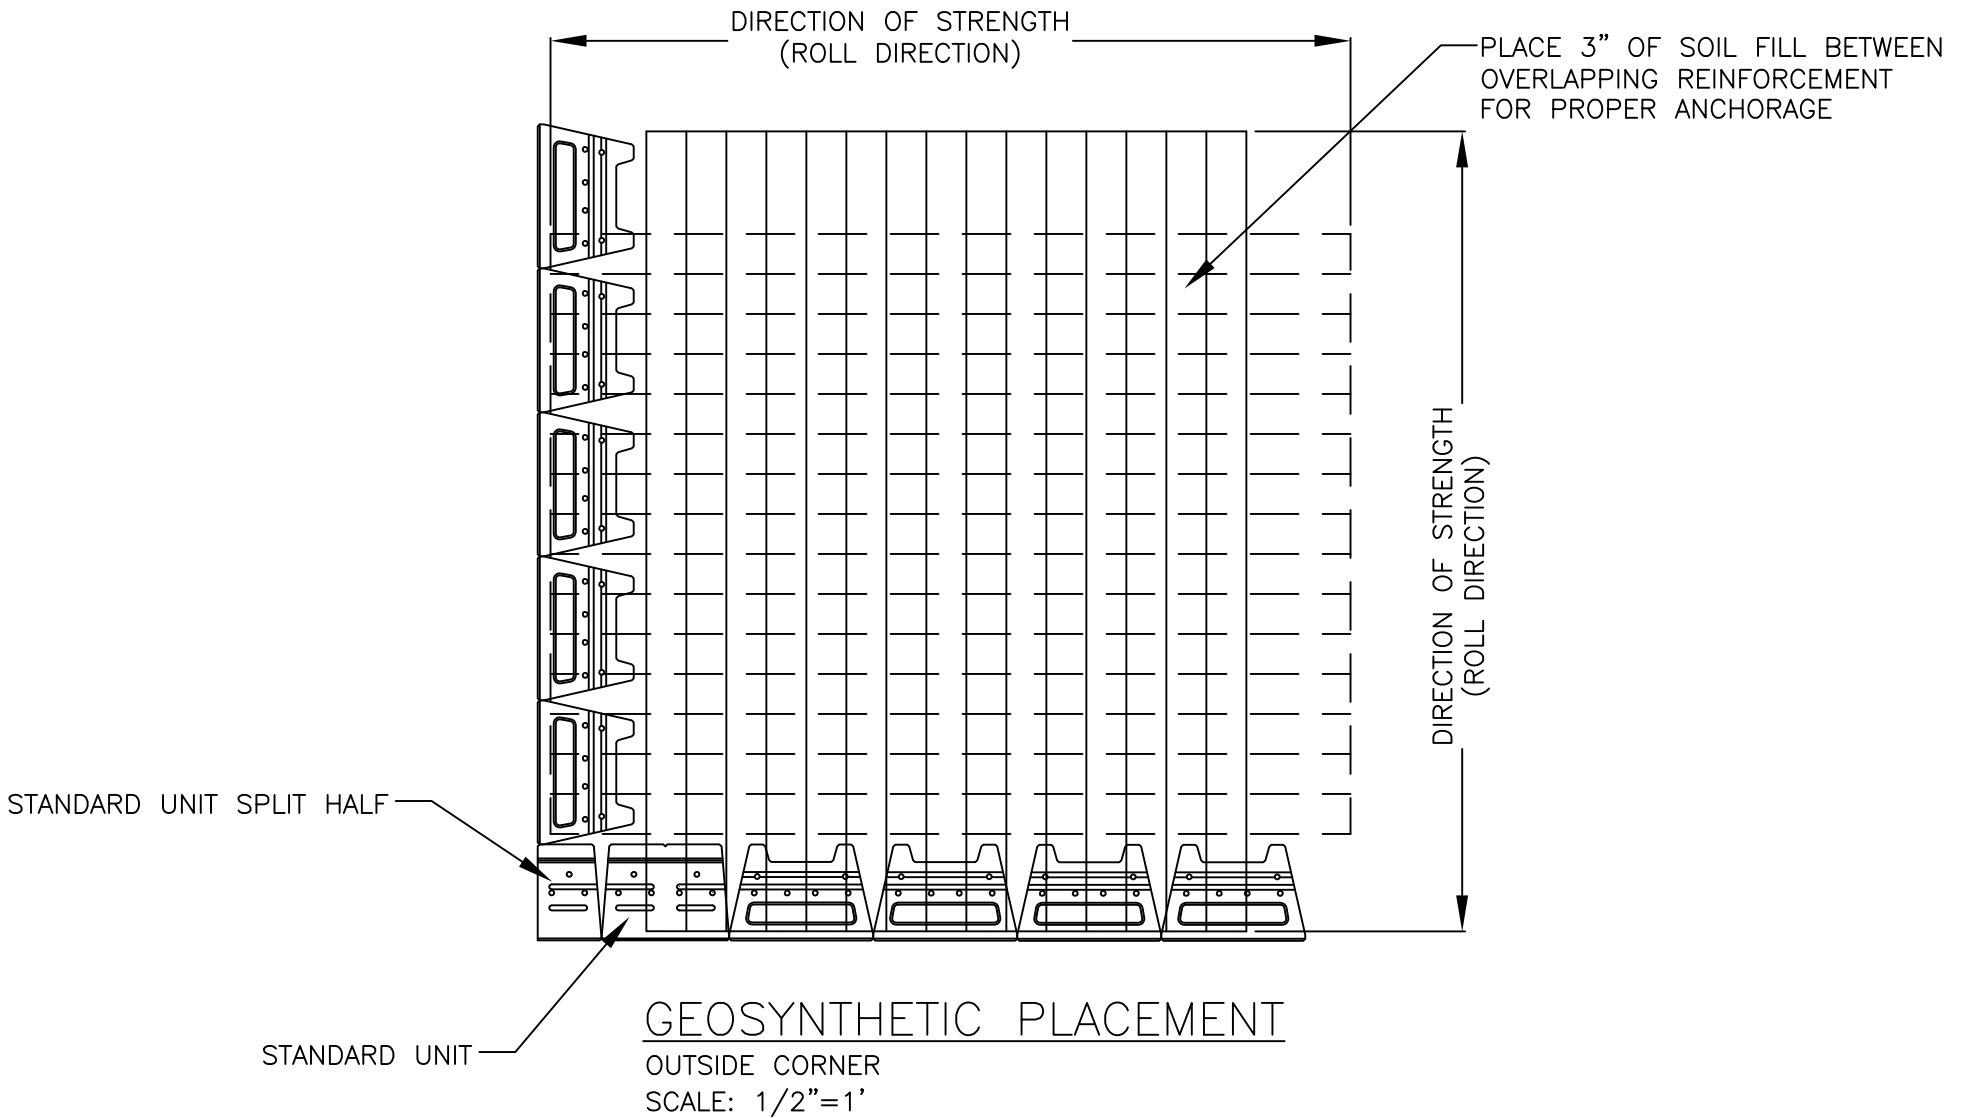 DIRECTION OF STRENGTH
(ROLL DIRECTION)
PLACE 3" OF SOIL FILL BETWEEN
OVERLAPPING REINFORCEMENT
FOR PROPER ANCHORAGE
DIRECTION OF STRENGTH
(ROLL DIRECTION)
STANDARD UNIT SPLIT HALF
STANDARD UNIT
GEOSYNTHETIC PLACEMENT
OUTSIDE CORNER
SCALE: 1/2"=1'